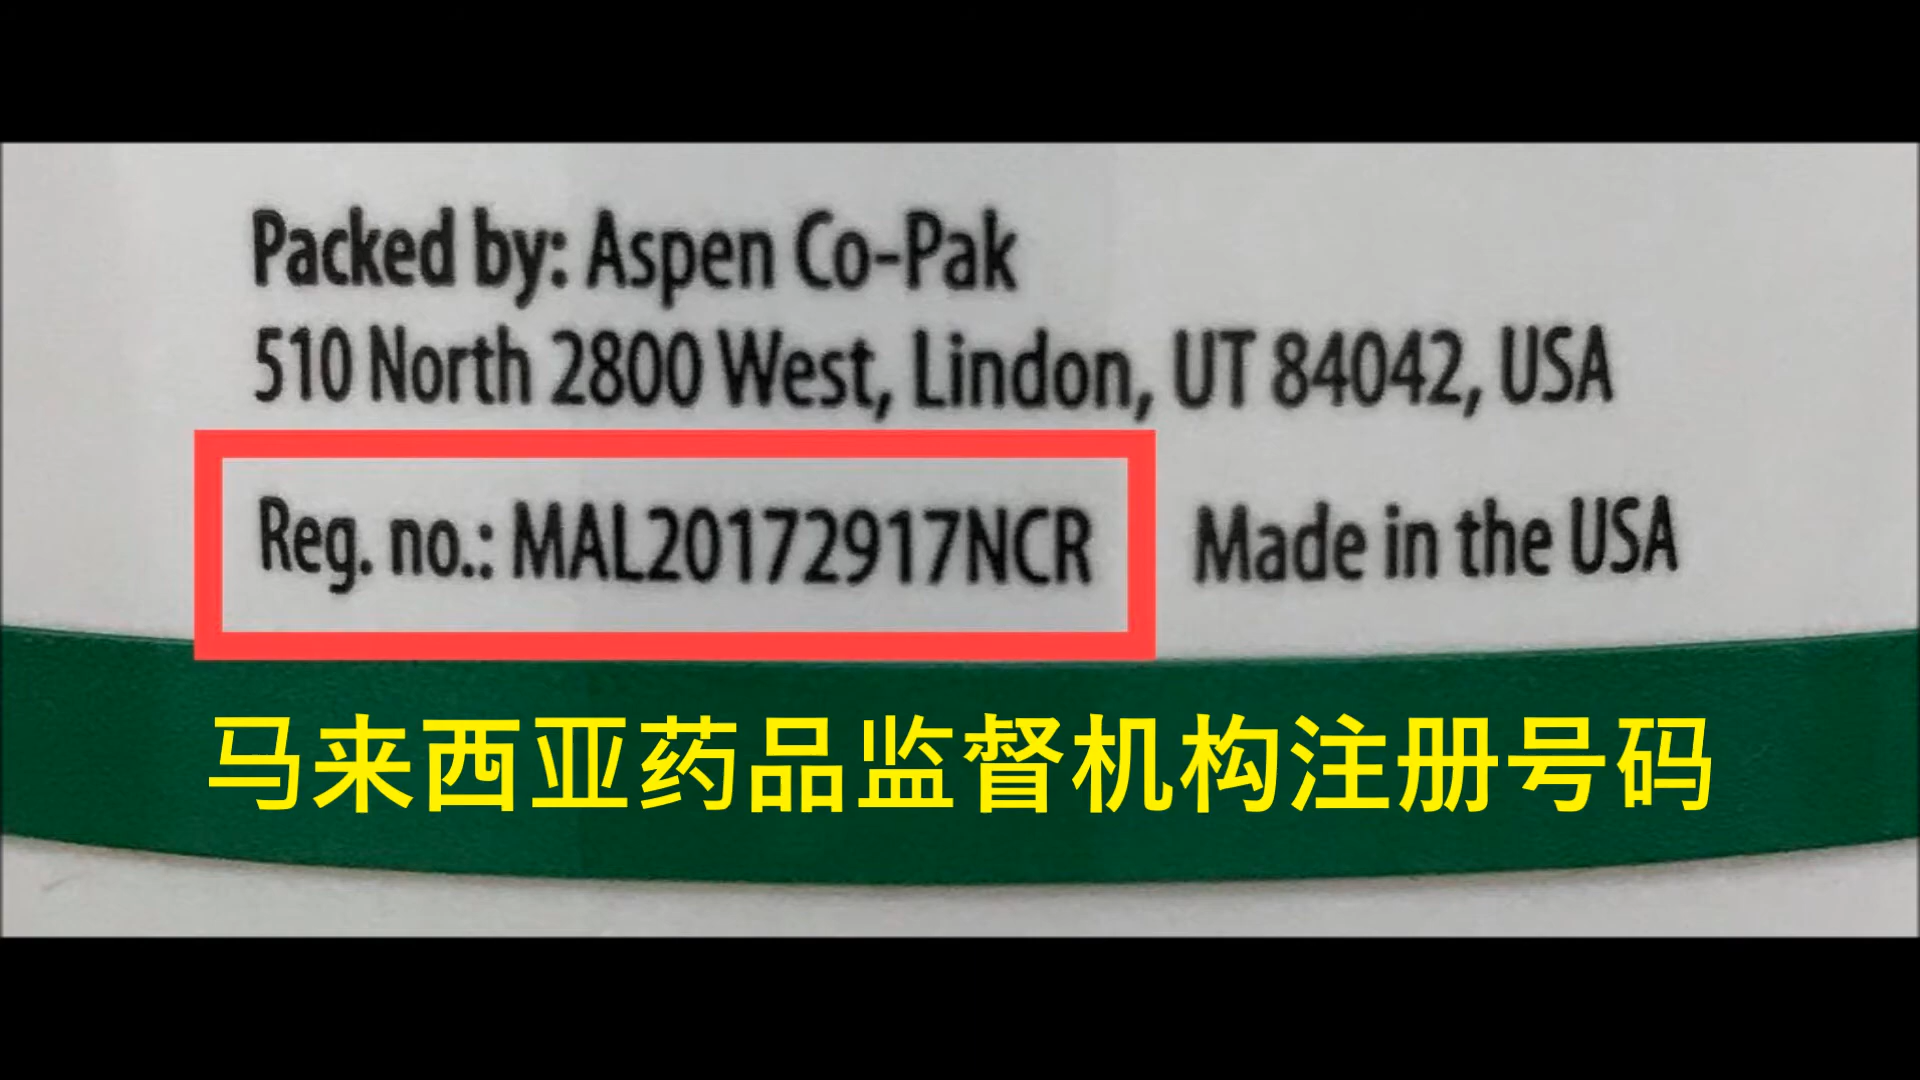 Packed by: Aspen Co-Pak
510 North 2800 West, Lindon, UT 84042, USA
Reg. no.: MAL20172917NCR Made in the USA
马来西亚药品监督机构注册号码